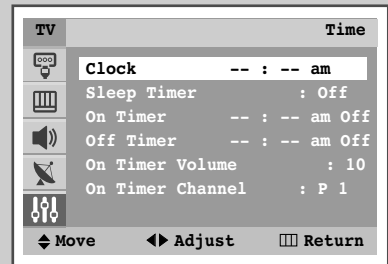 TV Time
Clock -- : -- am
Sleep Timer : Off
On Timer -- : -- am Off
Off Timer -- : -- am Off
On Timer Volume : 10
On Timer Channel : P 1
Move Adjust Return